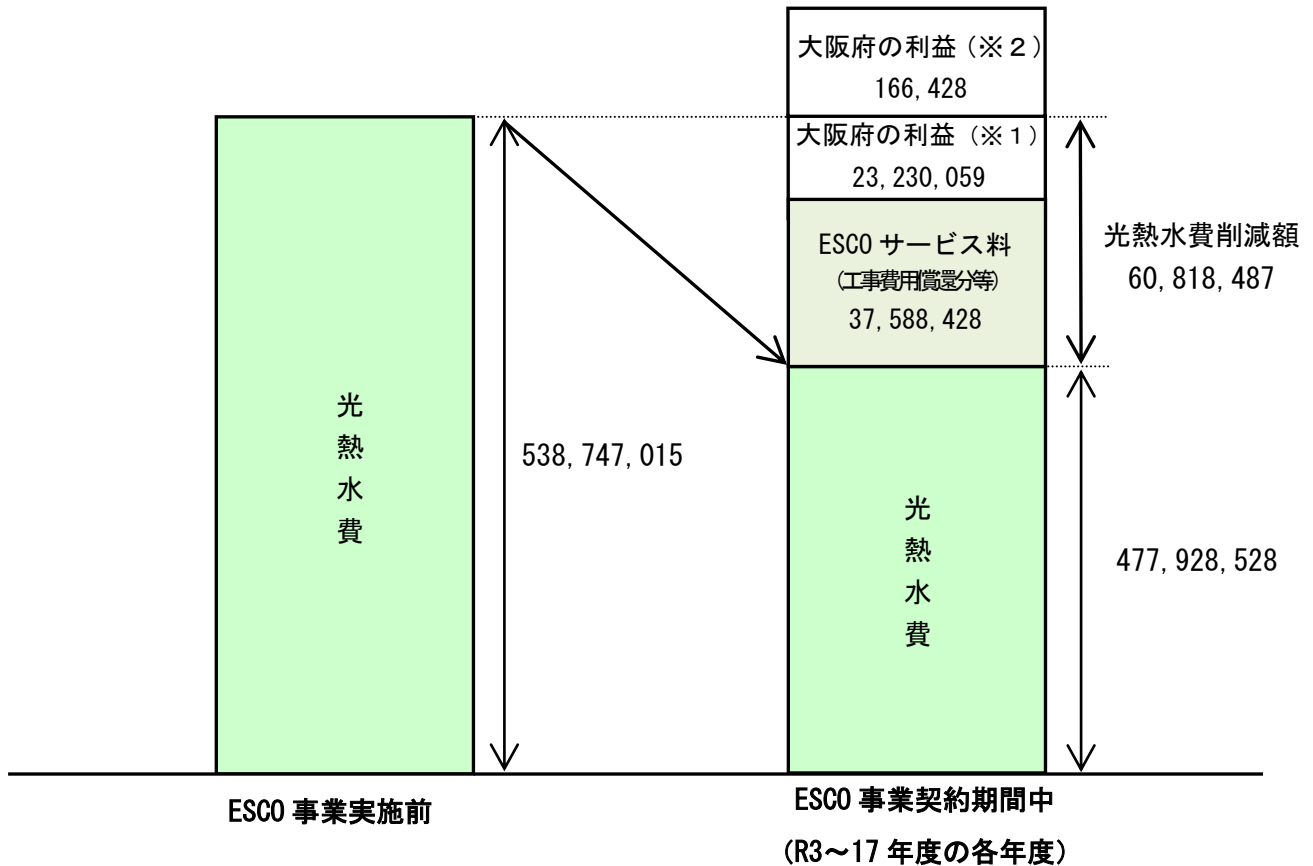 大阪府の利益（※２）
166,428
大阪府の利益（※１）
23,230,059
ESCO サービス料
（工事費用償還分等）
37,588,428
光熱水費削減額
60,818,487
光
熱
水
費
538,747,015
光
熱
水
費
477,928,528
ESCO 事業実施前
ESCO 事業契約期間中
（R3～17 年度の各年度）